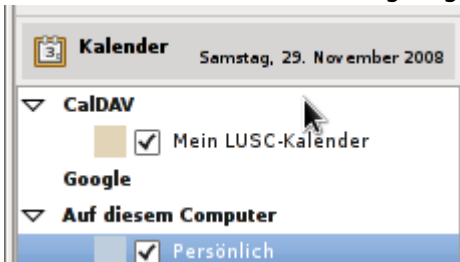 Kalender Samstag, 29. November 2008
CalDAV
Mein LUSC-Kalender
Google
Auf diesem Computer
Persönlich